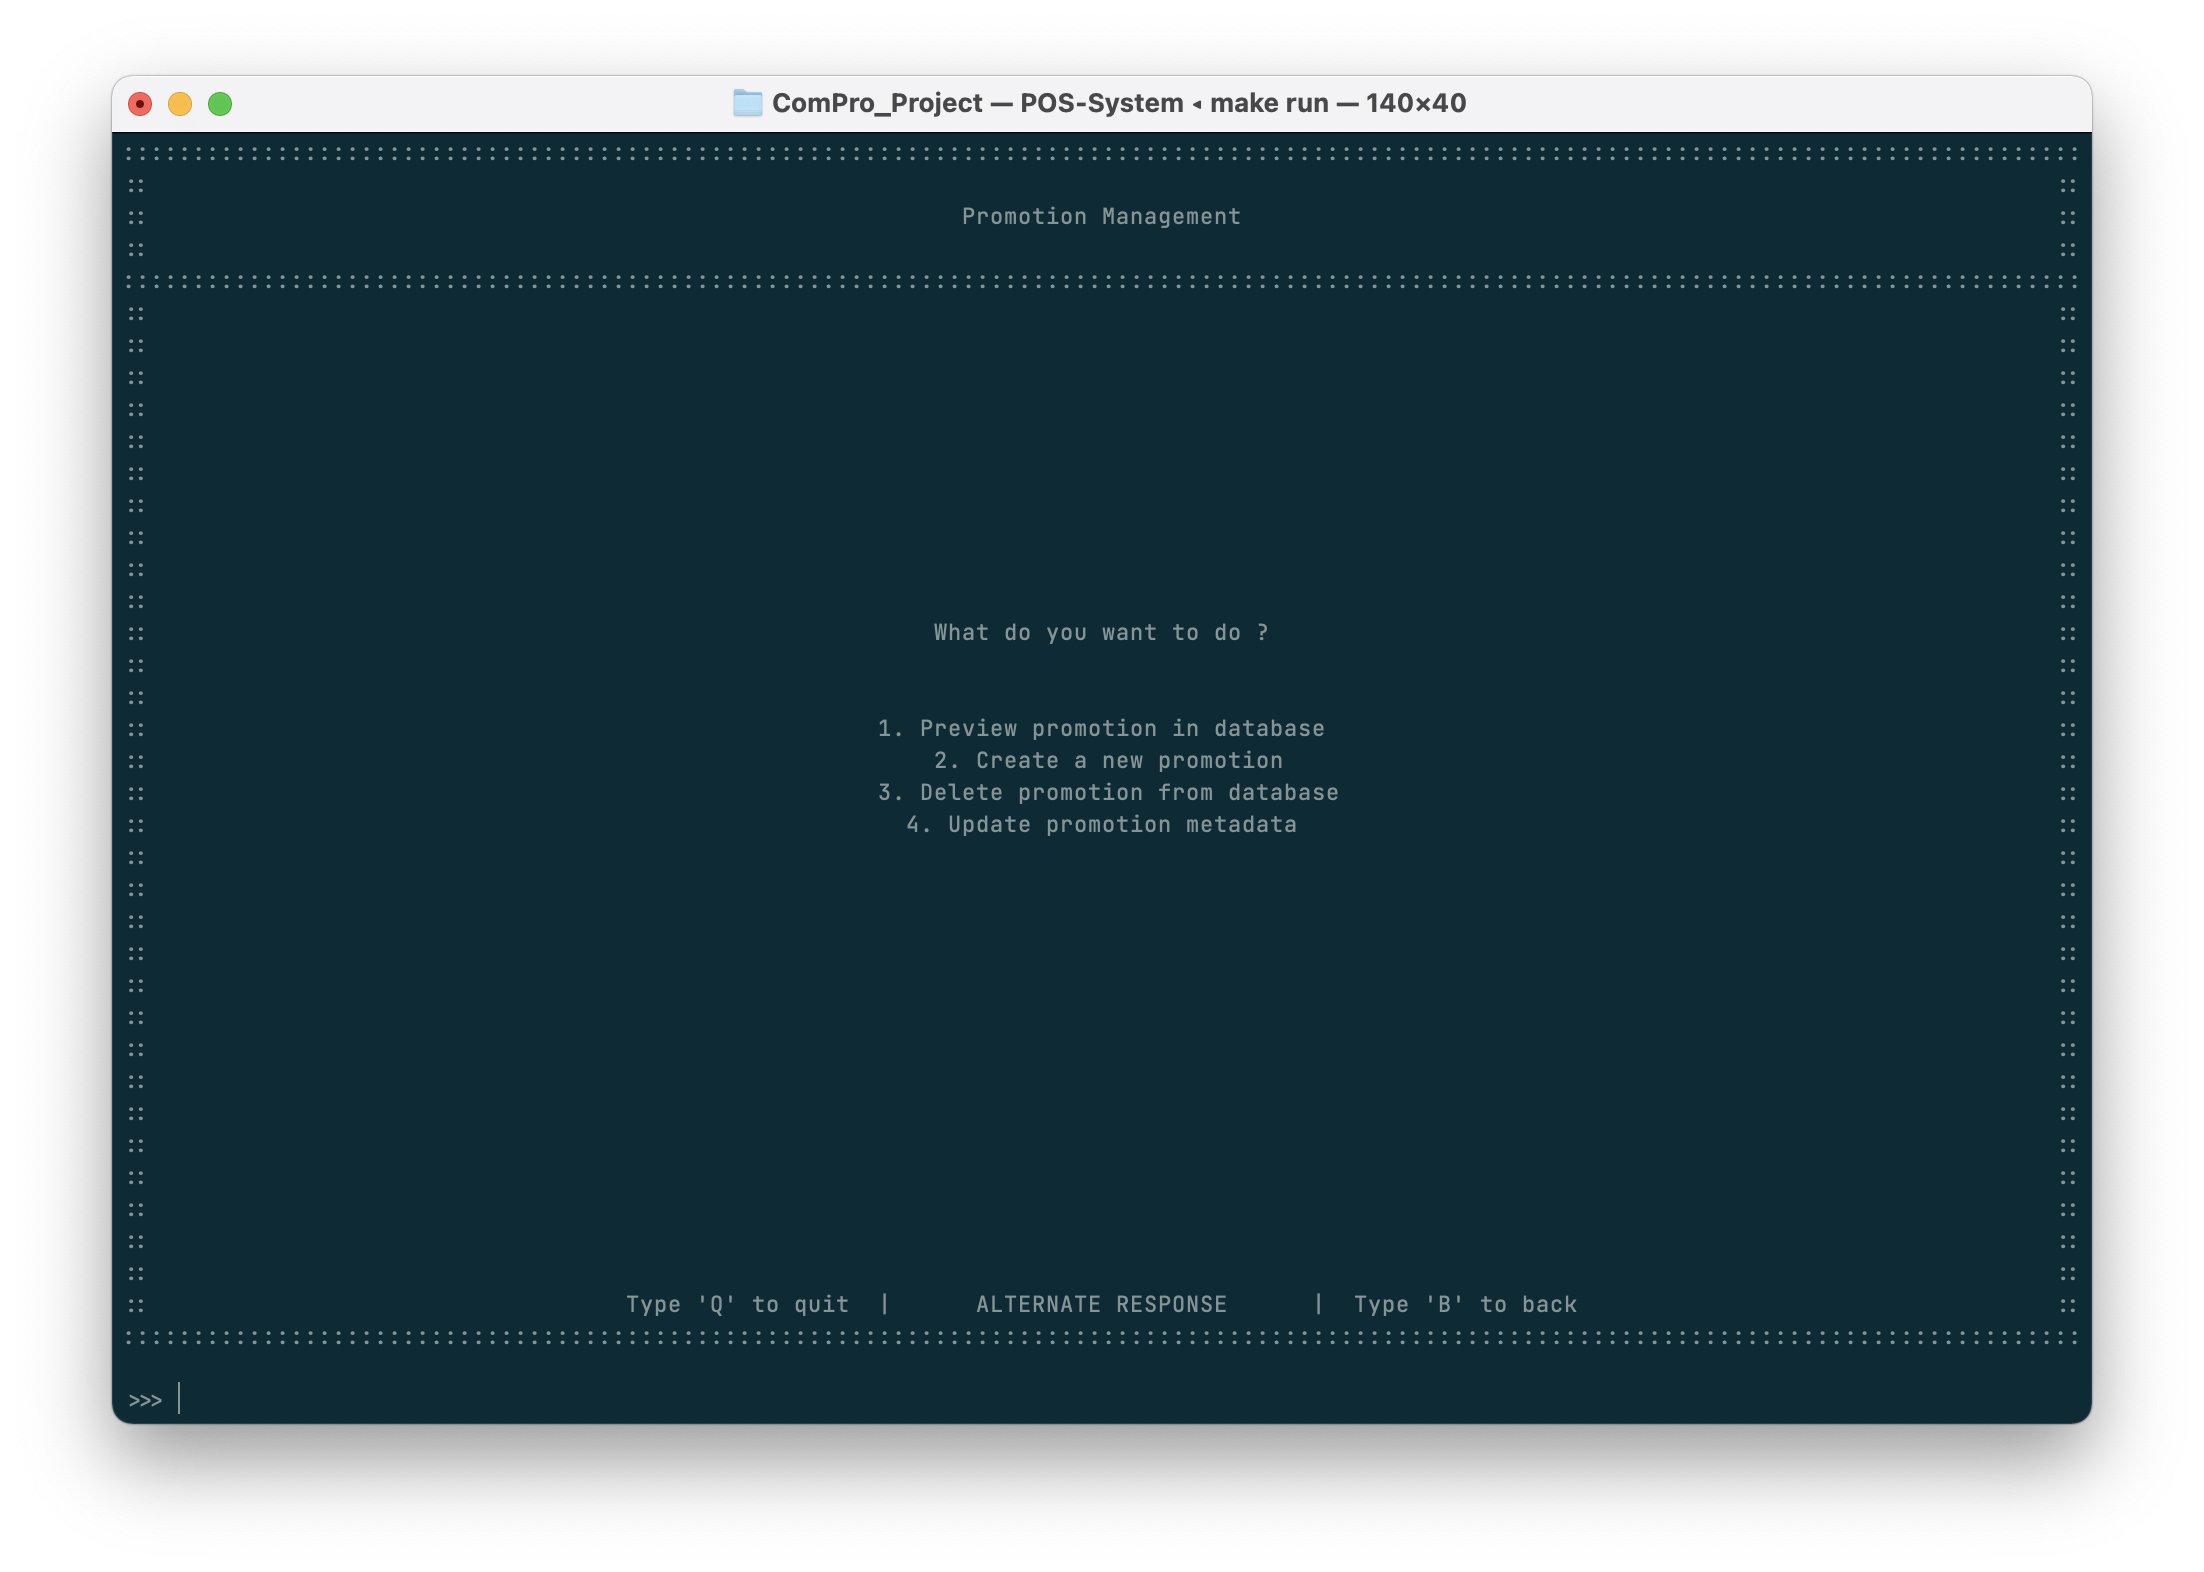 ComPro_Project — POS-System ◂ make run — 140×40
Promotion Management
What do you want to do ?
1. Preview promotion in database
2. Create a new promotion
3. Delete promotion from database
4. Update promotion metadata
Type 'Q' to quit | ALTERNATE RESPONSE | Type 'B' to back
>>>